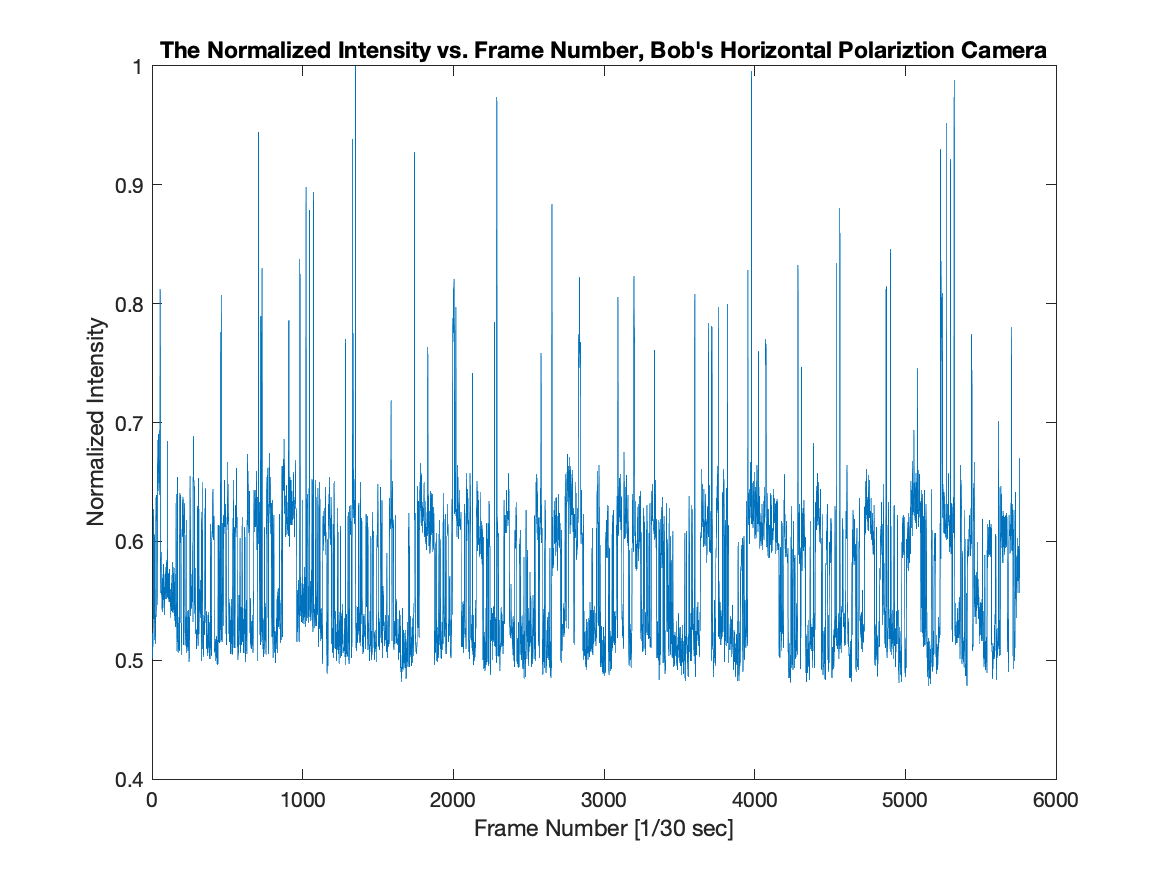 The Normalized Intensity vs. Frame Number, Bob's Horizontal Polariztion Camera
1
0.9
0.8
0.7
0.6
0.5
0.4
Normalized Intensity
0 1000 2000 3000 4000 5000 6000
Frame Number [1/30 sec]